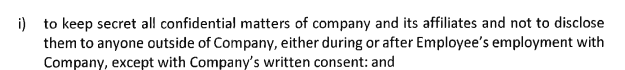 i) to keep secret all confidential matters of company and its affiliates and not to disclose
them to anyone outside of Company, either during or after Employee's employment with
Company, except with Company's written consent: and